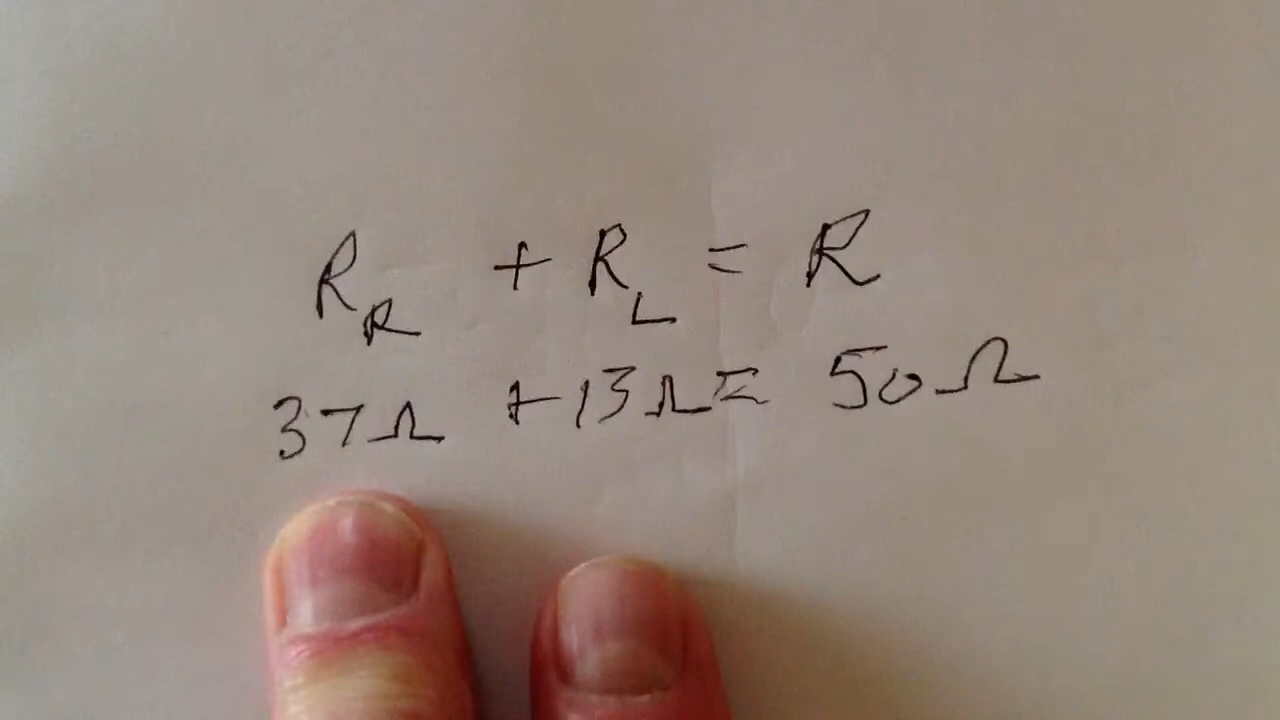 R_R + R_L = R
37Ω + 13Ω = 50Ω